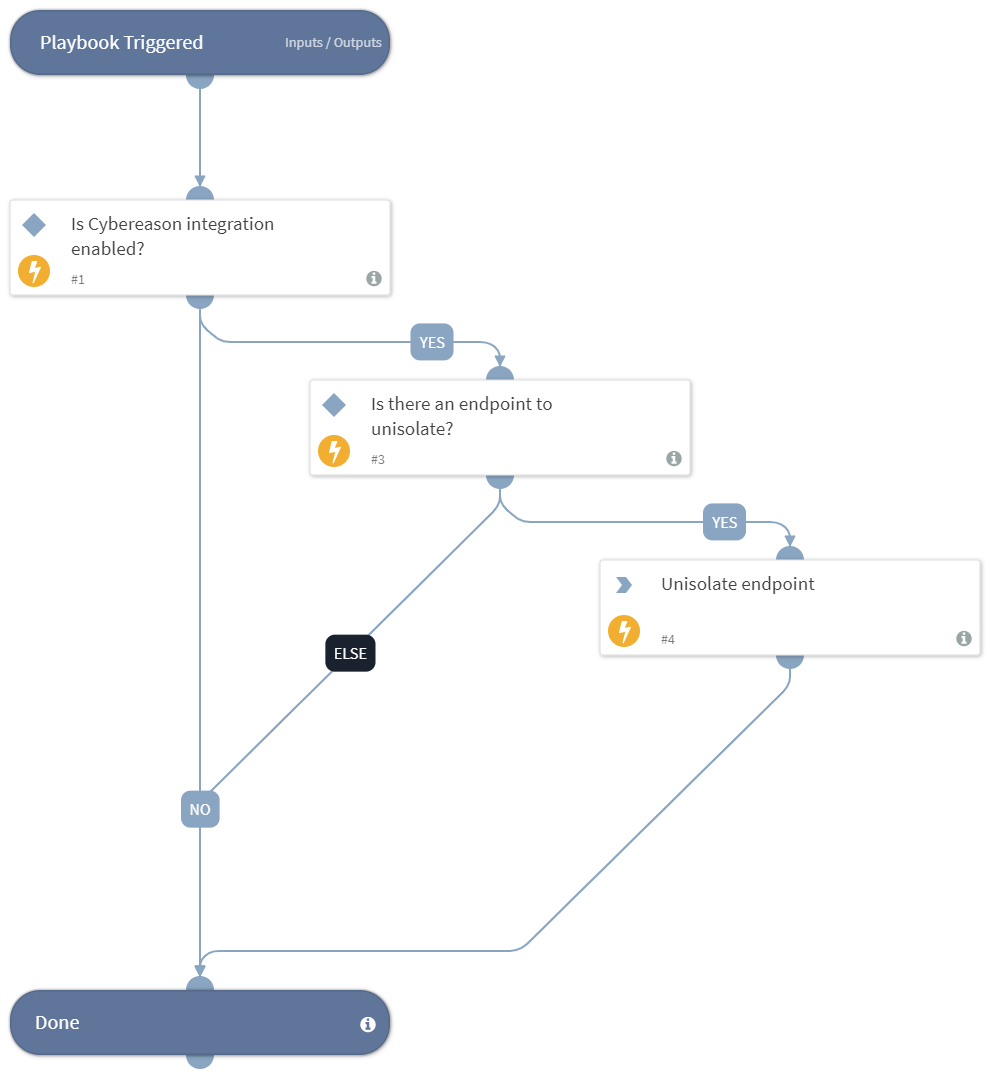 Playbook Triggered
Inputs / Outputs
Is Cybereason integration
enabled?
#1
YES
Is there an endpoint to
unisolate?
#3
YES
Unisolate endpoint
#4
ELSE
NO
Done